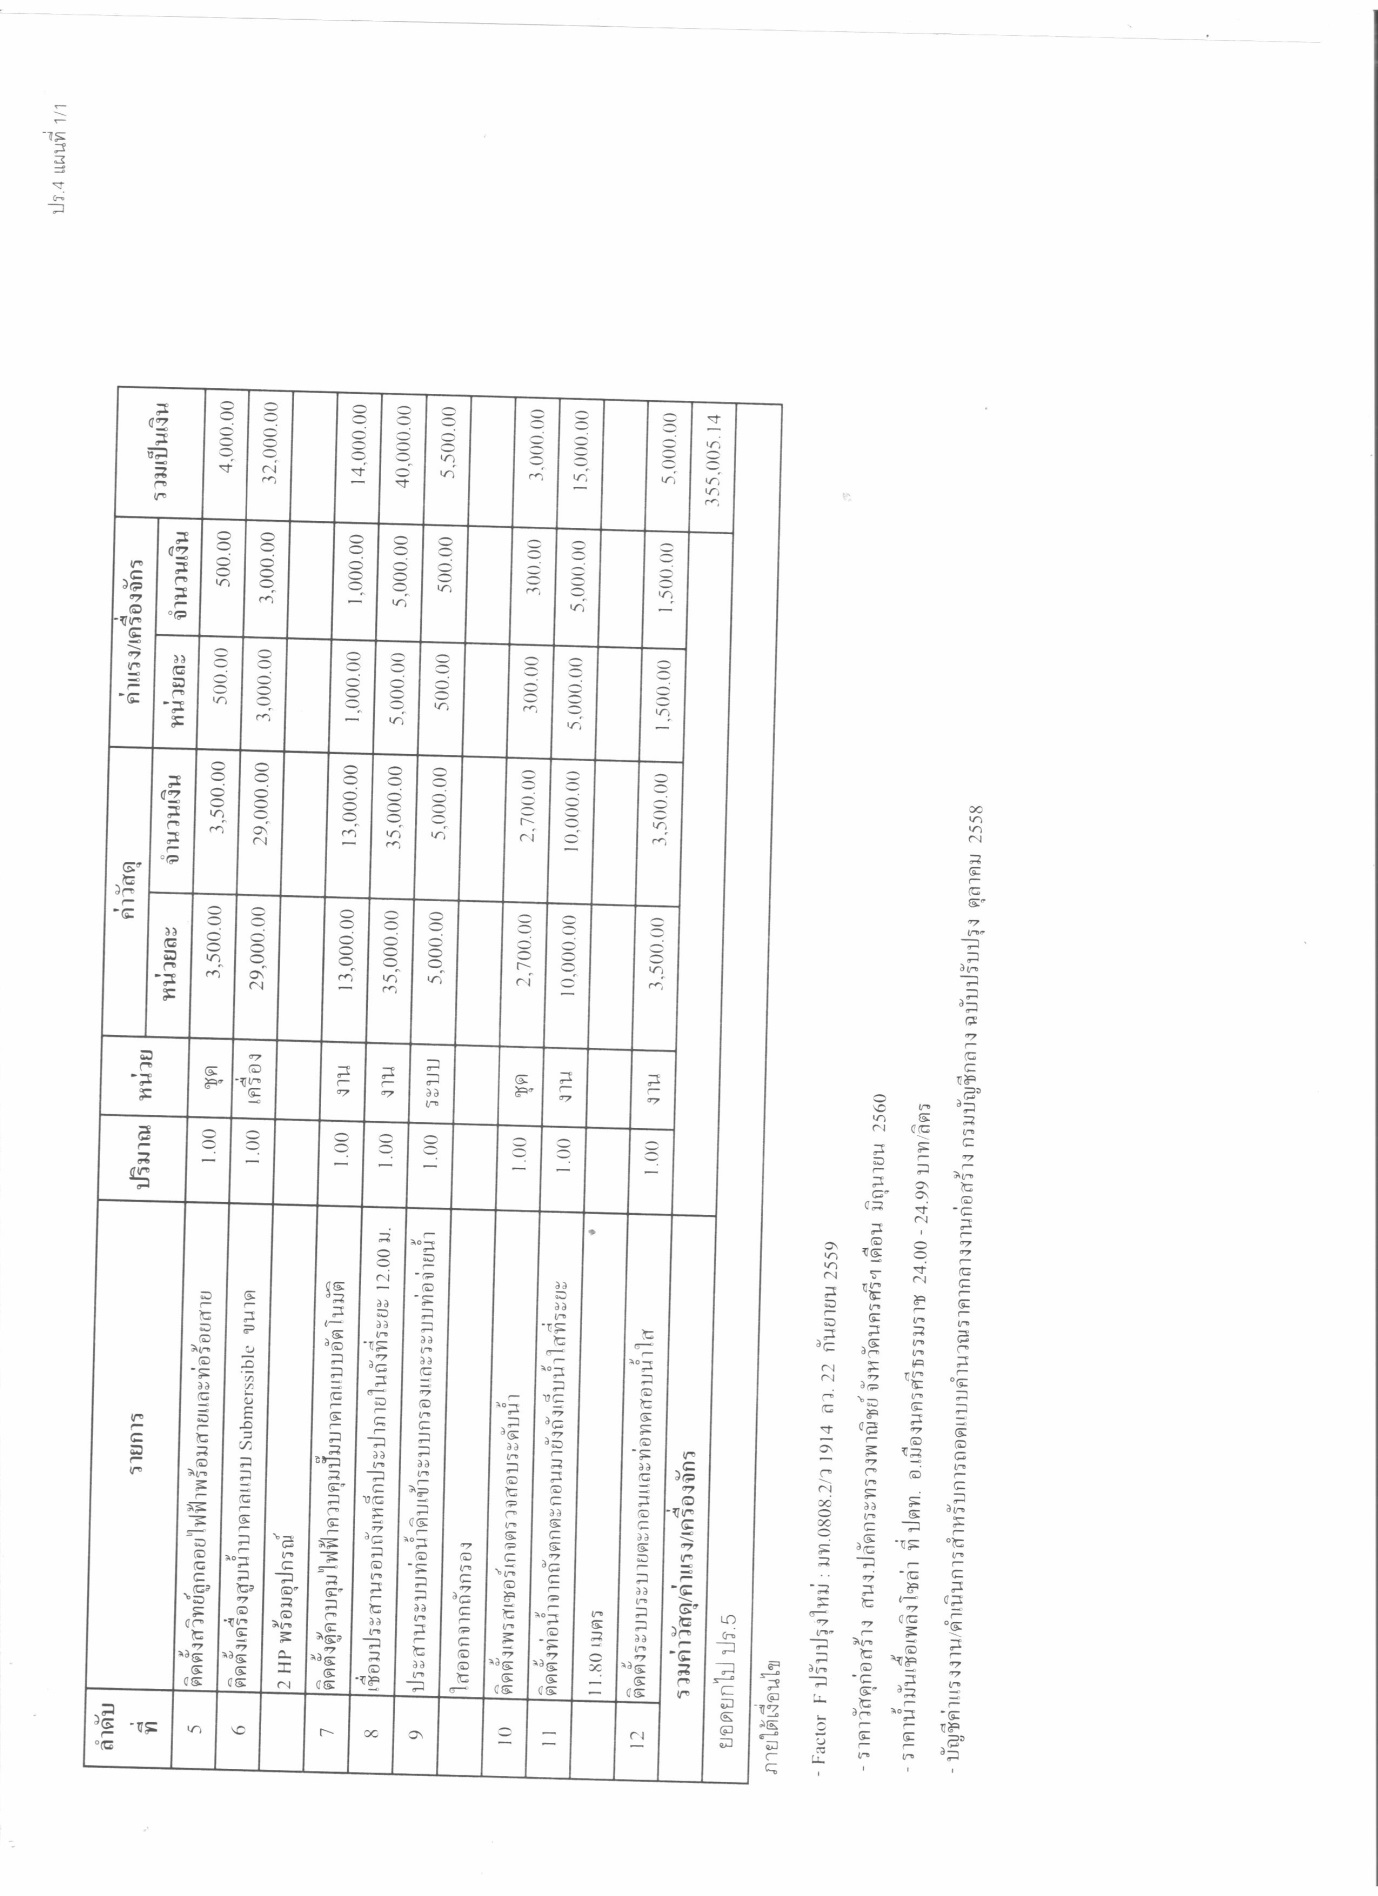 ปร.4 แผ่นที่ 1/1
ลำดับที่ รายการ ปริมาณ หน่วย ค่าวัสดุ ค่าแรง/เครื่องจักร รวมเป็นเงิน
หน่วยละ จำนวนเงิน หน่วยละ จำนวนเงิน
5 ติดตั้งสวิทย์ลูกลอยไฟฟ้าพร้อมสายและท่อร้อยสาย 1.00 ชุด 3,500.00 3,500.00 500.00 500.00 4,000.00
6 ติดตั้งเครื่องสูบน้ำบาดาลแบบ Submerssible ขนาด 1.00 เครื่อง 29,000.00 29,000.00 3,000.00 3,000.00 32,000.00
2 HP พร้อมอุปกรณ์
7 ติดตั้งตู้ควบคุมไฟฟ้าควบคุมปั๊มบาดาลแบบอัตโนมัติ 1.00 งาน 13,000.00 13,000.00 1,000.00 1,000.00 14,000.00
8 เชื่อมประสานรอบถังเหล็กประปาภายในถังที่ระยะ 12.00 ม. 1.00 งาน 35,000.00 35,000.00 5,000.00 5,000.00 40,000.00
9 ประสานระบบท่อน้ำดิบเข้าระบบกรองและระบบท่อจ่ายน้ำ 1.00 ระบบ 5,000.00 5,000.00 500.00 500.00 5,500.00
ใสออกจากถังกรอง
10 ติดตั้งเพรสเซอร์เกจตรวจสอบระดับน้ำ 1.00 ชุด 2,700.00 2,700.00 300.00 300.00 3,000.00
11 ติดตั้งท่อน้ำจากถังตกตะกอนมายังถังเก็บน้ำใสที่ระยะ 1.00 งาน 10,000.00 10,000.00 5,000.00 5,000.00 15,000.00
11.80 เมตร
12 ติดตั้งระบบระบายตะกอนและท่อทดสอบน้ำใส 1.00 งาน 3,500.00 3,500.00 1,500.00 1,500.00 5,000.00
รวมค่าวัสดุ/ค่าแรง/เครื่องจักร 355,005.14
ยอดยกไป ปร.5
ภายใต้เงื่อนไข
- Factor F ปรับปรุงใหม่ : มท.0808.2/ว 1914 ลว. 22 กันยายน 2559
- ราคาวัสดุก่อสร้าง สนง.ปลัดกระทรวงพาณิชย์ จังหวัดนครศรีฯ เดือน มิถุนายน 2560
- ราคาน้ำมันเชื้อเพลิงโซล่า ที่ ปตท. อ.เมืองนครศรีธรรมราช 24.00 - 24.99 บาท/ลิตร
- บัญชีค่าแรงงาน/ดำเนินการสำหรับการถอดแบบคำนวณราคากลางงานก่อสร้าง กรมบัญชีกลาง ฉบับปรับปรุง ตุลาคม 2558